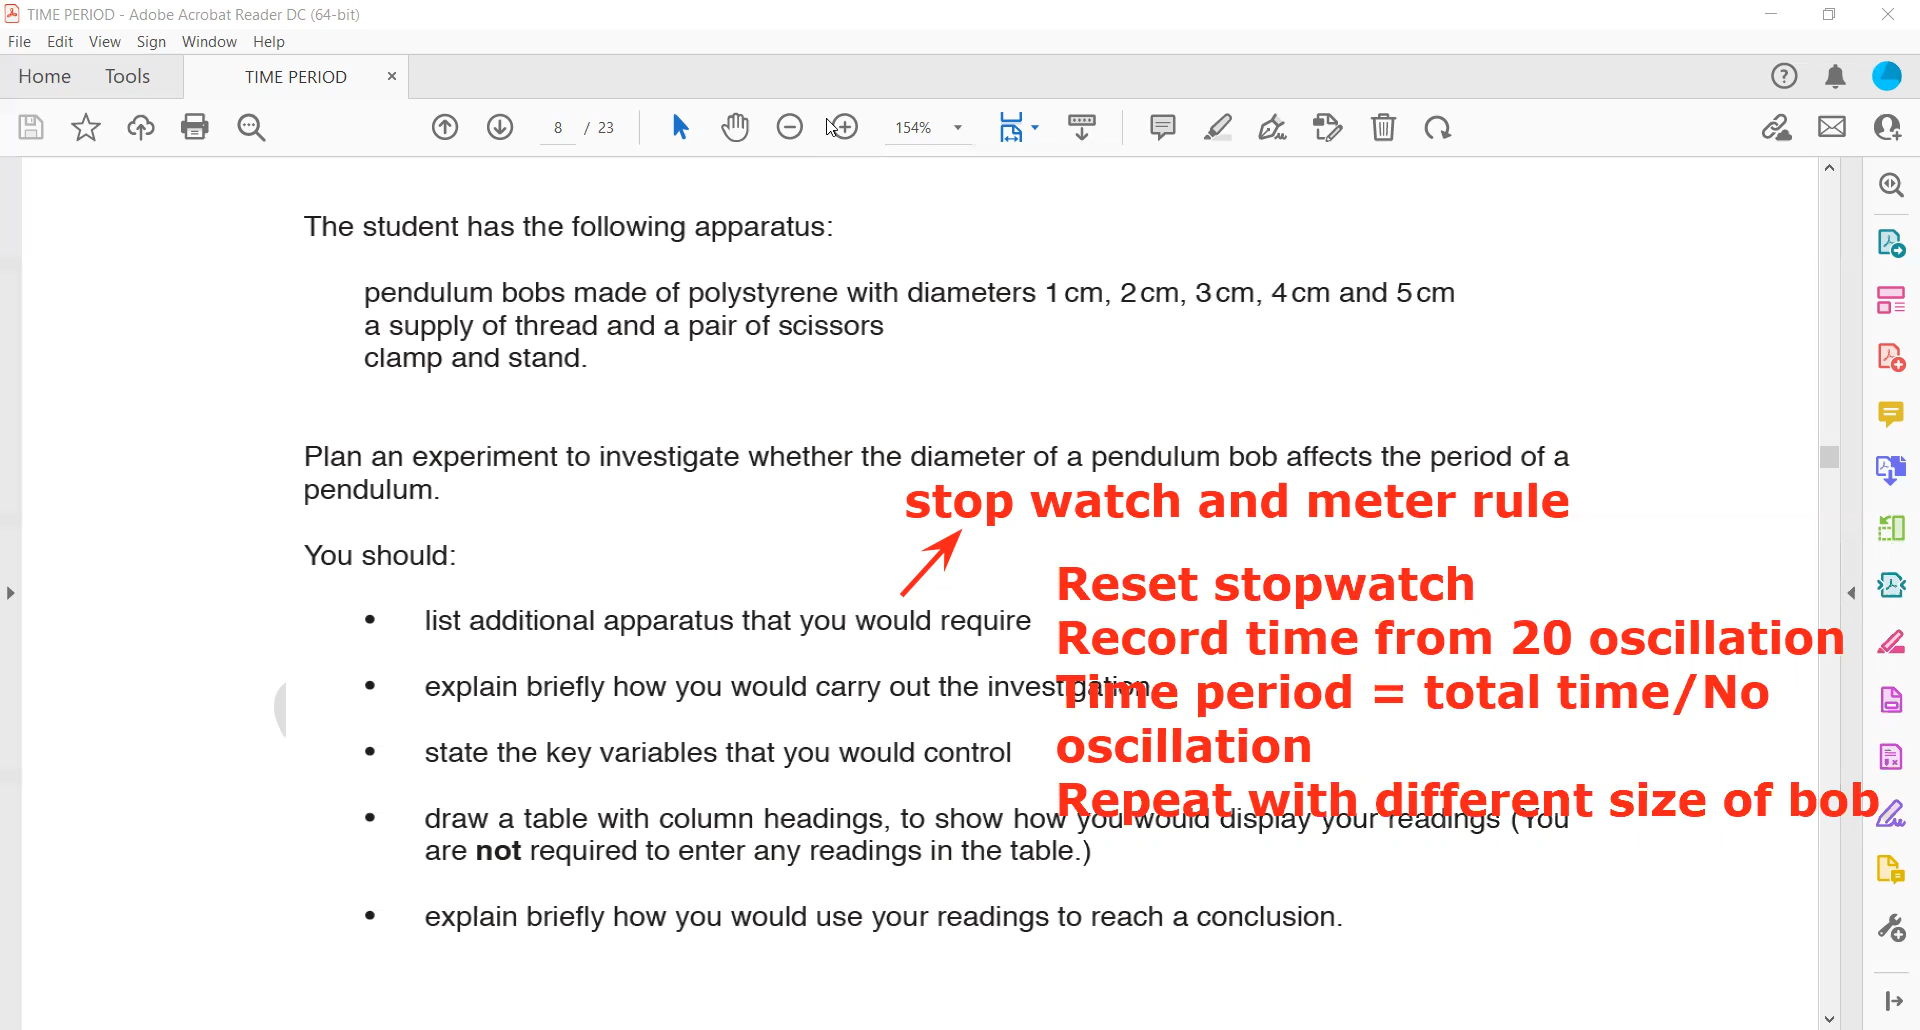 TIME PERIOD - Adobe Acrobat Reader DC (64-bit)
File Edit View Sign Window Help
Home Tools TIME PERIOD
8 / 23 154%
The student has the following apparatus:
pendulum bobs made of polystyrene with diameters 1 cm, 2 cm, 3 cm, 4 cm and 5 cm
a supply of thread and a pair of scissors
clamp and stand.
Plan an experiment to investigate whether the diameter of a pendulum bob affects the period of a
pendulum.
stop watch and meter rule
You should:
Reset stopwatch
• list additional apparatus that you would require
Record time from 20 oscillation
• explain briefly how you would carry out the investigation
Time period = total time/No
oscillation
• state the key variables that you would control
Repeat with different size of bob
• draw a table with column headings, to show how you would display your readings (You
are not required to enter any readings in the table.)
• explain briefly how you would use your readings to reach a conclusion.